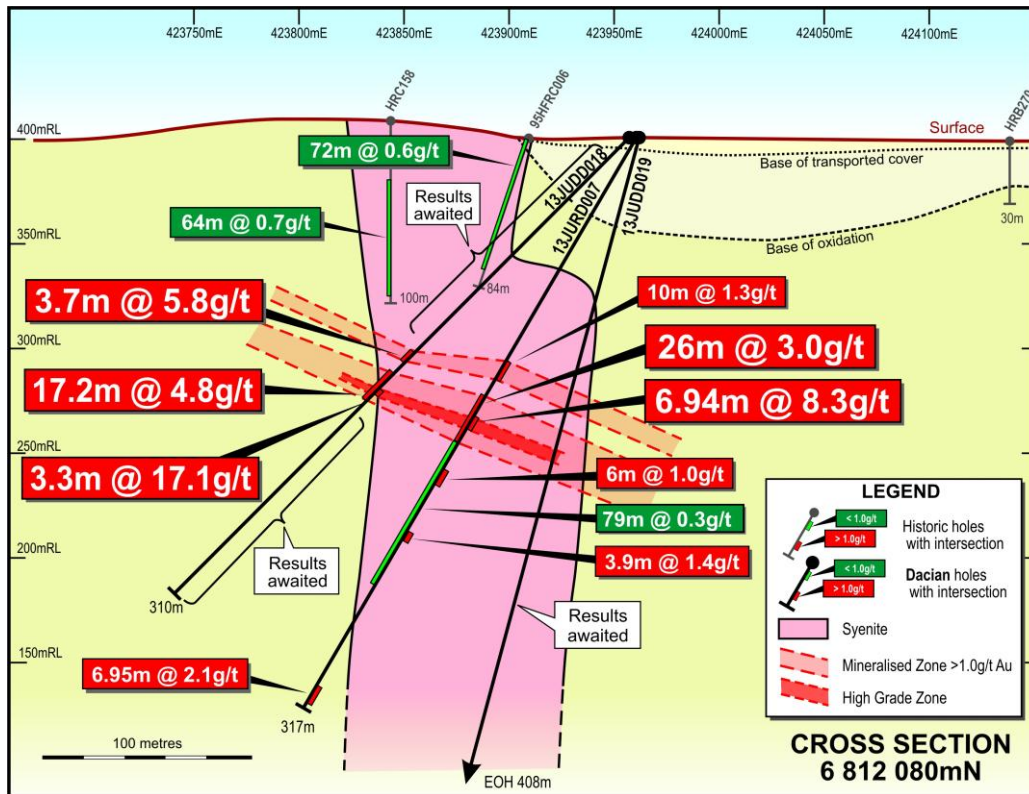 423750mE
423800mE
423850mE
423900mE
423950mE
424000mE
424050mE
424100mE
HRC158
95HFRC006
HRB270
400mRL
Surface
72m @ 0.6g/t
Base of transported cover
Results
awaited
13JUDD018
13JURD007
13JUDD019
64m @ 0.7g/t
30m
350mRL
Base of oxidation
84m
100m
3.7m @ 5.8g/t
10m @ 1.3g/t
300mRL
26m @ 3.0g/t
17.2m @ 4.8g/t
6.94m @ 8.3g/t
250mRL
3.3m @ 17.1g/t
6m @ 1.0g/t
79m @ 0.3g/t
3.9m @ 1.4g/t
200mRL
Results
awaited
310m
Results
awaited
150mRL
6.95m @ 2.1g/t
317m
100 metres
EOH 408m
LEGEND
< 1.0g/t
> 1.0g/t
Historic holes
with intersection
< 1.0g/t
> 1.0g/t
Dacian holes
with intersection
Syenite
Mineralised Zone >1.0g/t Au
High Grade Zone
CROSS SECTION
6 812 080mN